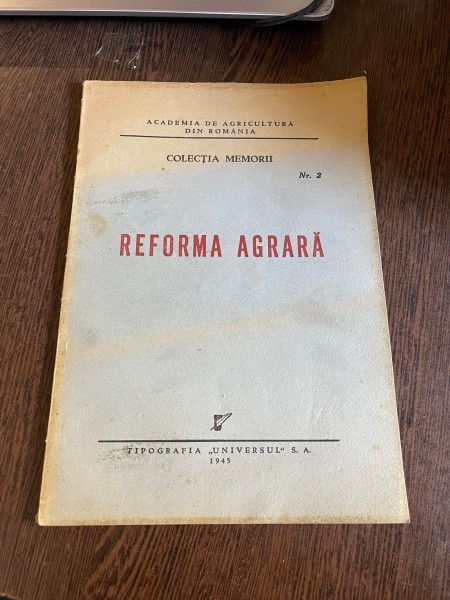 ACADEMIA DE AGRICULTURĂ
DIN ROMÂNIA
COLECȚIA MEMORII
Nr. 2
REFORMA AGRARĂ
TIPOGRAFIA „UNIVERSUL" S. A.
1945